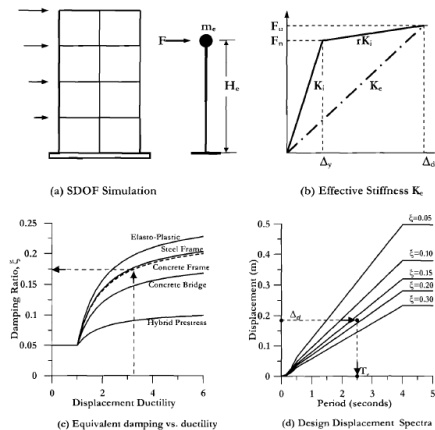 F
mₑ
Hₑ
(a) SDOF Simulation
Fᵤ
Fₙ
rKᵢ
Kᵢ
Kₑ
Δy
Δd
(b) Effective Stiffness Kₑ
0.25
0.2
0.15
0.1
0.05
0
Damping Ratio, ξ
Elasto-Plastic
Steel Frame
Concrete Frame
Concrete Bridge
Hybrid Prestress
0 2 4 6
Displacement Ductility
(c) Equivalent damping vs. ductility
0.5
0.4
0.3
0.2
0.1
0
Displacement (m)
ξ=0.05
ξ=0.10
ξ=0.15
ξ=0.20
ξ=0.30
Δd
Tₑ
0 1 2 3 4 5
Period (seconds)
(d) Design Displacement Spectra